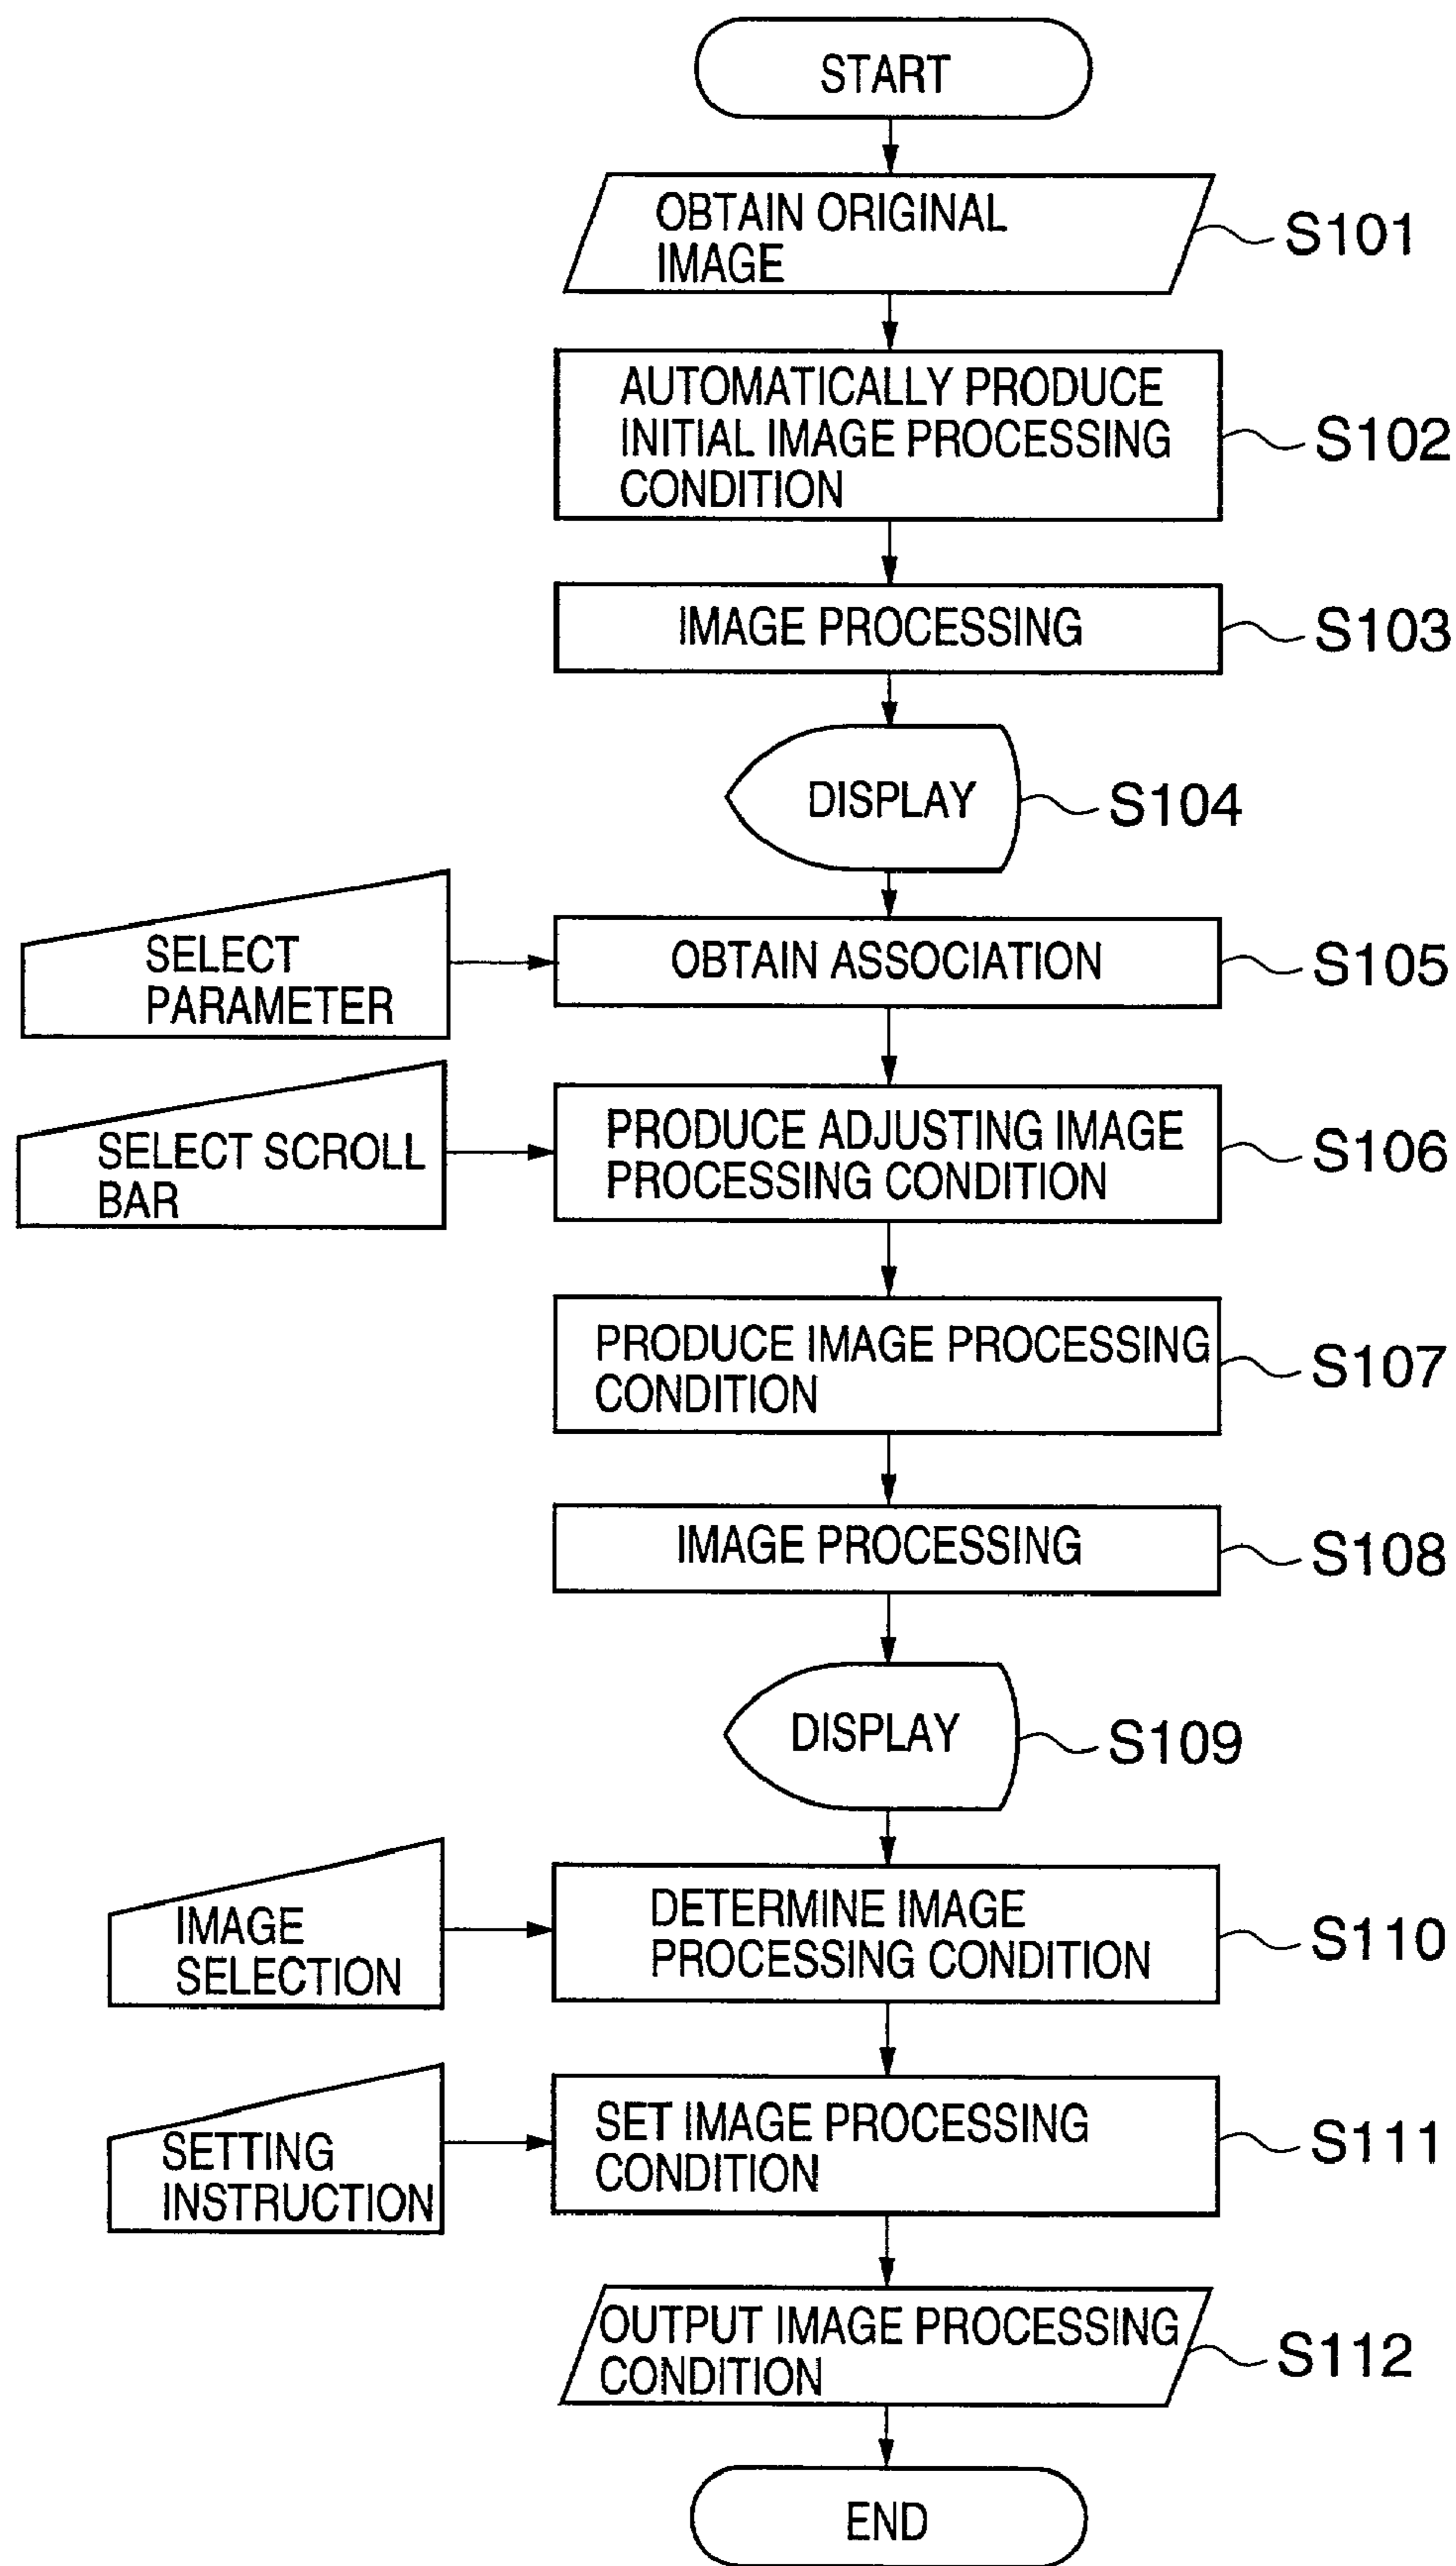 START
OBTAIN ORIGINAL
IMAGE
S101
AUTOMATICALLY PRODUCE
INITIAL IMAGE PROCESSING
CONDITION
S102
IMAGE PROCESSING
S103
DISPLAY
S104
SELECT
PARAMETER
OBTAIN ASSOCIATION
S105
SELECT SCROLL
BAR
PRODUCE ADJUSTING IMAGE
PROCESSING CONDITION
S106
PRODUCE IMAGE PROCESSING
CONDITION
S107
IMAGE PROCESSING
S108
DISPLAY
S109
IMAGE
SELECTION
DETERMINE IMAGE
PROCESSING CONDITION
S110
SETTING
INSTRUCTION
SET IMAGE PROCESSING
CONDITION
S111
OUTPUT IMAGE PROCESSING
CONDITION
S112
END